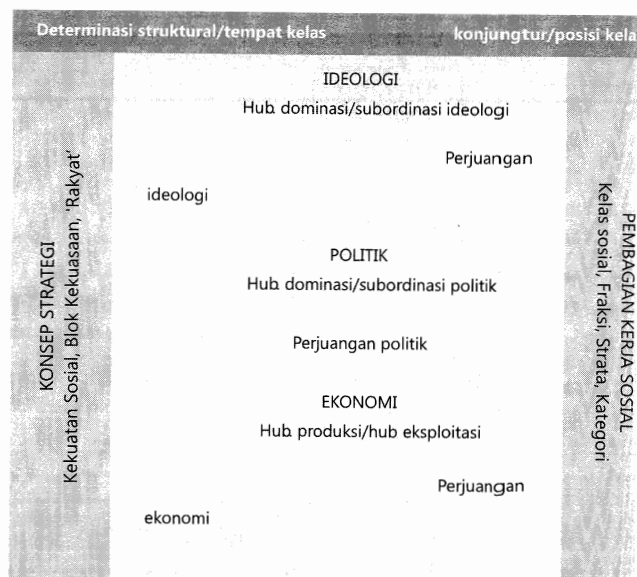 Determinasi struktural/tempat kelas
konjungtur/posisi kela
IDEOLOGI
Hub. dominasi/subordinasi ideologi
Perjuangan
ideologi
POLITIK
Hub. dominasi/subordinasi politik
Perjuangan politik
EKONOMI
Hub. produksi/hub eksploitasi
Perjuangan
ekonomi
KONSEP STRATEGI
Kekuatan Sosial, Blok Kekuasaan, 'Rakyat'
PEMBAGIAN KERJA SOSIAL
Kelas sosial, Fraksi, Strata, Kategori